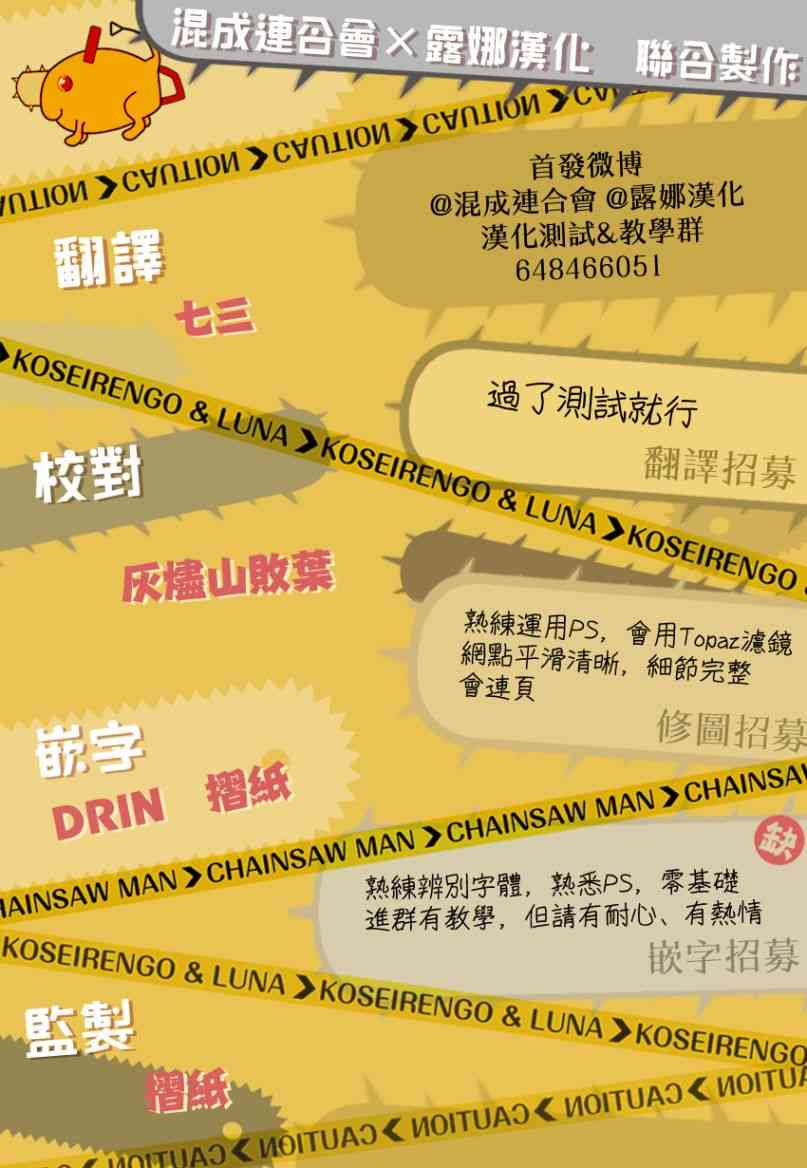 混成連合會×露娜漢化 聯合製作
CAUTION CAUTION CAUTION CAU
首發微博
@混成連合會 @露娜漢化
漢化測試&教學群
648466051
翻譯
七三
KOSEIRENGO & LUNA KOSEIRENGO & LUNA KOSEIRENGO &
過了測試就行
翻譯招募
校對
灰燼山敗葉
熟練運用PS，會用Topaz濾鏡
網點平滑清晰，細節完整
會連頁
修圖招募
嵌字
DRIN 摺紙
HAINSAW MAN CHAINSAW MAN CHAINSAW MAN CHAINSAW
缺
熟練辨別字體，熟悉PS，零基礎
進群有教學，但請有耐心、有熱情
嵌字招募
KOSEIRENGO & LUNA KOSEIRENGO & LUNA KOSEIRENGO
監製
摺紙
CAUTION CAUTION CAUTION CAUTION